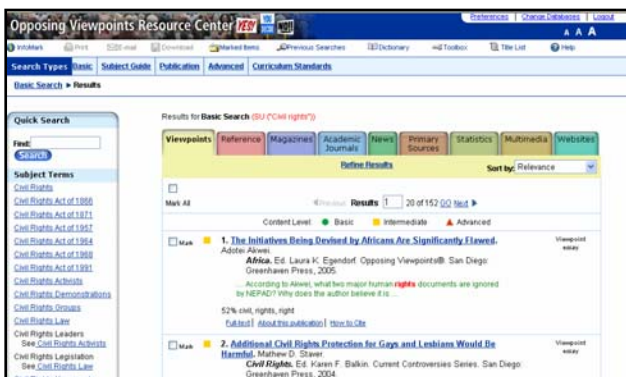 Opposing Viewpoints Resource Center YES!
Preferences | Change Databases | Logout
A A A
InfoMark Print E-mail Download Marked Items Previous Searches Dictionary Toolbox Title List Help
Search Types Basic Subject Guide Publication Advanced Curriculum Standards
Basic Search ▶ Results
Quick Search
Find:
Search
Subject Terms
Civil Rights
Civil Rights Act of 1866
Civil Rights Act of 1871
Civil Rights Act of 1957
Civil Rights Act of 1964
Civil Rights Act of 1968
Civil Rights Act of 1991
Civil Rights Activists
Civil Rights Demonstrations
Civil Rights Groups
Civil Rights Law
Civil Rights Leaders
See Civil Rights Activists
Civil Rights Legislation
See Civil Rights Law
Results for Basic Search (SU ("Civil rights"))
Viewpoints Reference Magazines Academic Journals News Primary Sources Statistics Multimedia Websites
Refine Results Sort by: Relevance
Mark All Previous Results 1 20 of 152 GO Next
Content Level: Basic Intermediate Advanced
Mark 1. The Initiatives Being Devised by Africans Are Significantly Flawed. Viewpoint essay
Adotei Akwei.
Africa. Ed. Laura K. Egendorf. Opposing Viewpoints®. San Diego:
Greenhaven Press, 2005.
... According to Akwei, what two major human rights documents are ignored
by NEPAD? Why does the author believe it is ...
52% civil, rights, right
Full-text | About this publication | How to Cite
Mark 2. Additional Civil Rights Protection for Gays and Lesbians Would Be Viewpoint essay
Harmful. Mathew D. Staver.
Civil Rights. Ed. Karen F. Balkin. Current Controversies Series. San Diego:
Greenhaven Press, 2004.